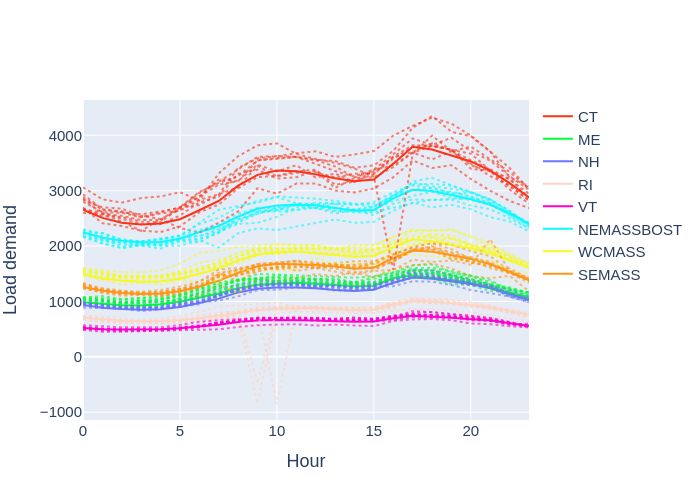 4000
3000
2000
1000
0
−1000
0
5
10
15
20
Hour
Load demand
CT
ME
NH
RI
VT
NEMASSBOST
WCMASS
SEMASS